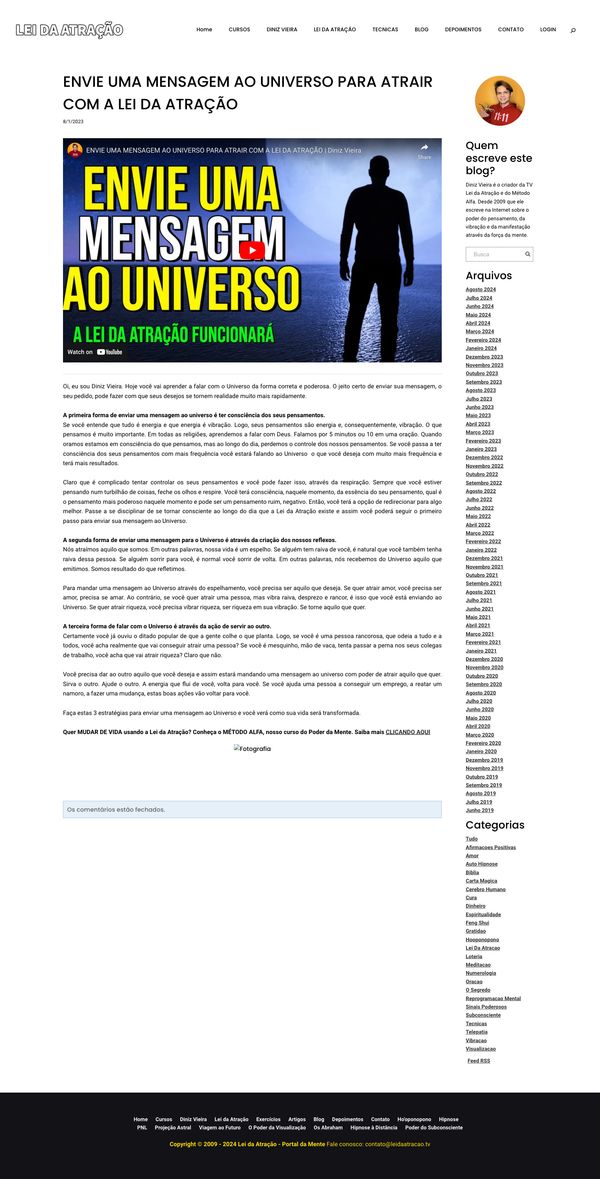 LEI DA ATRAÇÃO
Home CURSOS DINIZ VIEIRA LEI DA ATRAÇÃO TECNICAS BLOG DEPOIMENTOS CONTATO LOGIN
ENVIE UMA MENSAGEM AO UNIVERSO PARA ATRAIR
COM A LEI DA ATRAÇÃO
8/1/2023
ENVIE UMA MENSAGEM AO UNIVERSO PARA ATRAIR COM A LEI DA ATRAÇÃO | Diniz Vieira
Share
ENVIE UMA
MENSAGEM
AO UNIVERSO
A LEI DA ATRAÇÃO FUNCIONARÁ
Watch on YouTube
Oi, eu sou Diniz Vieira. Hoje você vai aprender a falar com o Universo da forma correta e poderosa. O jeito certo de enviar sua mensagem, o
seu pedido, pode fazer com que seus desejos se tornem realidade muito mais rapidamente.
A primeira forma de enviar uma mensagem ao universo é ter consciência dos seus pensamentos.
Se você entende que tudo é energia e que energia é vibração. Logo, seus pensamentos são energia e, consequentemente, vibração. O que
pensamos é muito importante. Em todas as religiões, aprendemos a falar com Deus. Falamos por 5 minutos ou 10 em uma oração. Quando
oramos estamos em consciência do que pensamos, mas ao longo do dia, perdemos o controle dos nossos pensamentos. Se você passa a ter
consciência dos seus pensamentos com mais frequência você estará falando ao Universo o que você deseja com muito mais frequência e
terá mais resultados.
Claro que é complicado tentar controlar os seus pensamentos e você pode fazer isso, através da respiração. Sempre que você estiver
pensando num turbilhão de coisas, feche os olhos e respire. Você terá consciência, naquele momento, da essência do seu pensamento, qual é
o pensamento mais poderoso naquele momento e pode ser um pensamento ruim, negativo. Então, você terá a opção de redirecionar para algo
melhor. Passe a se disciplinar de se tornar consciente ao longo do dia que a Lei da Atração existe e assim você poderá seguir o primeiro
passo para enviar sua mensagem ao Universo.
A segunda forma de enviar uma mensagem para o Universo é através da criação dos nossos reflexos.
Nós atraímos aquilo que somos. Em outras palavras, nossa vida é um espelho. Se alguém tem raiva de você, é natural que você também tenha
raiva dessa pessoa. Se alguém sorrir para você, é normal você sorrir de volta. Em outras palavras, nós recebemos do Universo aquilo que
emitimos. Somos resultado do que refletimos.
Para mandar uma mensagem ao Universo através do espelhamento, você precisa ser aquilo que deseja. Se quer atrair amor, você precisa ser
amor, precisa se amar. Ao contrário, se você quer atrair uma pessoa, mas vibra raiva, desprezo e rancor, é isso que você está enviando ao
Universo. Se quer atrair riqueza, você precisa vibrar riqueza, ser riqueza em sua vibração. Se torne aquilo que quer.
A terceira forma de falar com o Universo é através da ação de servir ao outro.
Certamente você já ouviu o ditado popular de que a gente colhe o que planta. Logo, se você é uma pessoa rancorosa, que odeia a tudo e a
todos, você acha realmente que vai conseguir atrair uma pessoa? Se você é mesquinho, mão de vaca, tenta passar a perna nos seus colegas
de trabalho, você acha que vai atrair riqueza? Claro que não.
Você precisa dar ao outro aquilo que você deseja e assim estará mandando uma mensagem ao universo com poder de atrair aquilo que quer.
Sirva o outro. Ajude o outro. A energia que flui de você, volta para você. Se você ajuda uma pessoa a conseguir um emprego, a reatar um
namoro, a fazer uma mudança, estas boas ações vão voltar para você.
Faça estas 3 estratégias para enviar uma mensagem ao Universo e você verá como sua vida será transformada.
Quer MUDAR DE VIDA usando a Lei da Atração? Conheça o MÉTODO ALFA, nosso curso do Poder da Mente. Saiba mais CLICANDO AQUI
Fotografia
Os comentários estão fechados.
11:11
Quem
escreve este
blog?
Diniz Vieira é o criador da TV
Lei da Atração e do Método
Alfa. Desde 2009 que ele
escreve na Internet sobre o
poder do pensamento, da
vibração e da manifestação
através da força da mente.
Busca
Arquivos
Agosto 2024
Julho 2024
Junho 2024
Maio 2024
Abril 2024
Março 2024
Fevereiro 2024
Janeiro 2024
Dezembro 2023
Novembro 2023
Outubro 2023
Setembro 2023
Agosto 2023
Julho 2023
Junho 2023
Maio 2023
Abril 2023
Março 2023
Fevereiro 2023
Janeiro 2023
Dezembro 2022
Novembro 2022
Outubro 2022
Setembro 2022
Agosto 2022
Julho 2022
Junho 2022
Maio 2022
Abril 2022
Março 2022
Fevereiro 2022
Janeiro 2022
Dezembro 2021
Novembro 2021
Outubro 2021
Setembro 2021
Agosto 2021
Julho 2021
Junho 2021
Maio 2021
Abril 2021
Março 2021
Fevereiro 2021
Janeiro 2021
Dezembro 2020
Novembro 2020
Outubro 2020
Setembro 2020
Agosto 2020
Julho 2020
Junho 2020
Maio 2020
Abril 2020
Março 2020
Fevereiro 2020
Janeiro 2020
Dezembro 2019
Novembro 2019
Outubro 2019
Setembro 2019
Agosto 2019
Julho 2019
Junho 2019
Categorias
Tudo
Afirmacoes Positivas
Amor
Auto Hipnose
Biblia
Carta Magica
Cerebro Humano
Cura
Dinheiro
Espiritualidade
Feng Shui
Gratidao
Hooponopono
Lei Da Atracao
Loteria
Meditacao
Numerologia
Oracao
O Segredo
Reprogramacao Mental
Sinais Poderosos
Subconsciente
Tecnicas
Telepatia
Vibracao
Visualizacao
Feed RSS
Home Cursos Diniz Vieira Lei da Atração Exercícios Artigos Blog Depoimentos Contato Ho'oponopono Hipnose
PNL Projeção Astral Viagem ao Futuro O Poder da Visualização Os Abraham Hipnose à Distância Poder do Subconsciente
Copyright © 2009 - 2024 Lei da Atração - Portal da Mente Fale conosco: contato@leidaatracao.tv